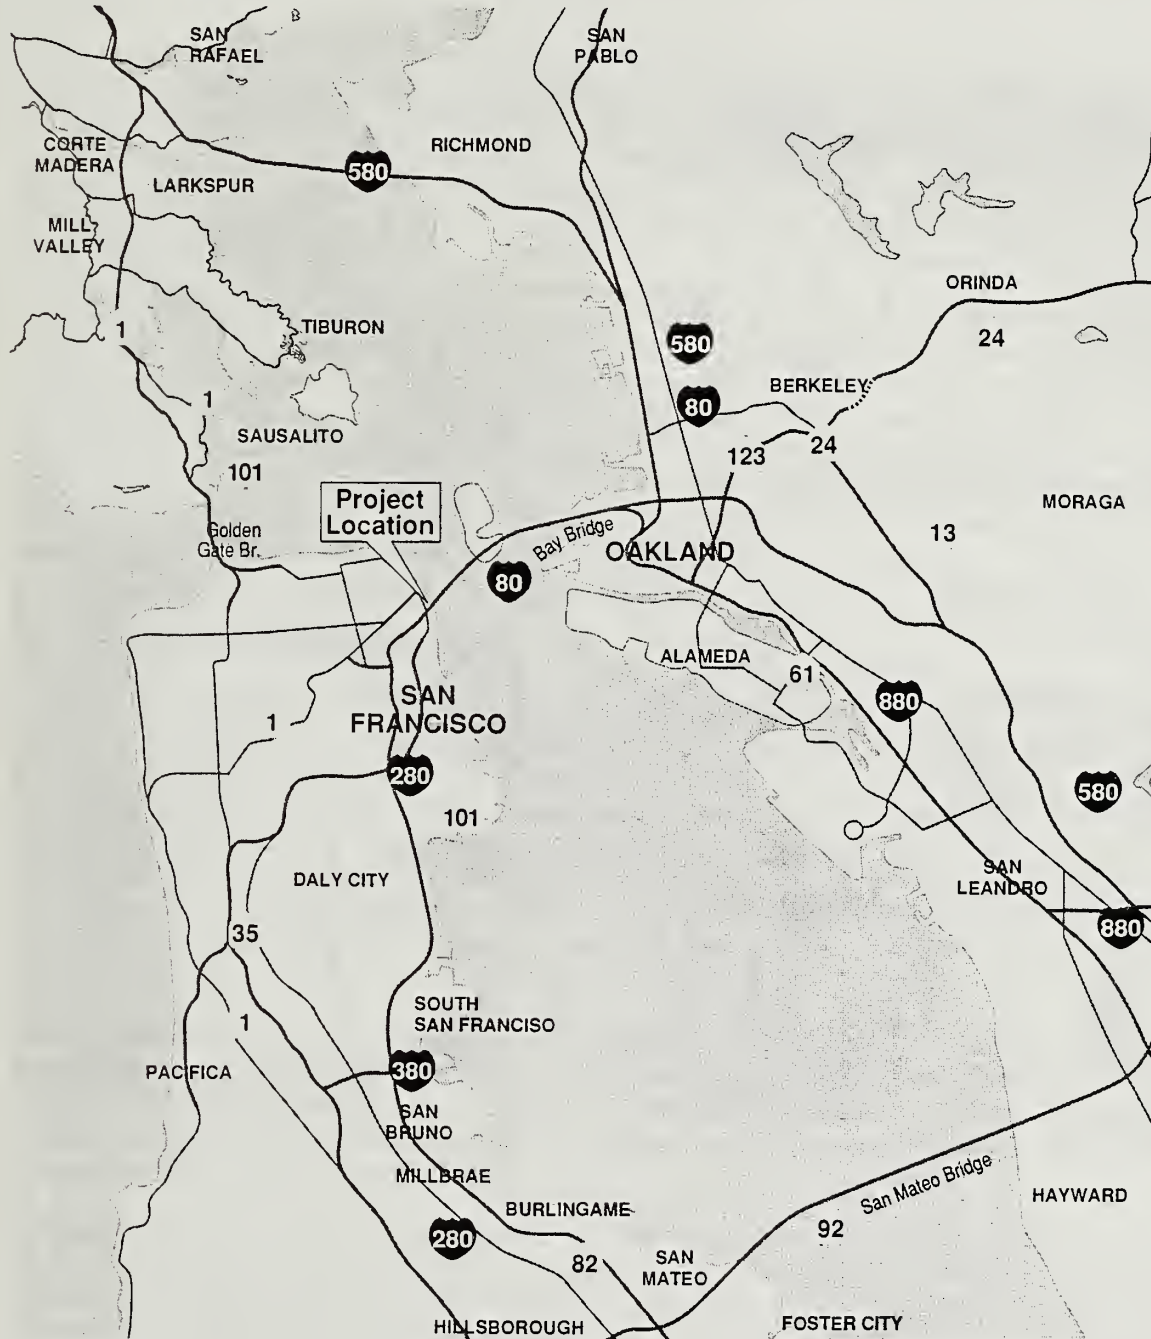 SAN
RAFAEL
SAN
PABLO
CORTE
MADERA
RICHMOND
580
LARKSPUR
MILL
VALLEY
ORINDA
1
TIBURON
580
24
BERKELEY
1
80
SAUSALITO
123
24
101
Project
Location
MORAGA
Golden
Gate Br.
Bay Bridge
13
OAKLAND
80
ALAMEDA
61
SAN
FRANCISCO
880
1
280
580
101
DALY CITY
SAN
LEANDRO
880
35
SOUTH
SAN FRANCISO
1
PACIFICA
380
SAN
BRUNO
MILLBRAE
San Mateo Bridge
HAYWARD
BURLINGAME
92
280
82
SAN
MATEO
HILLSBOROUGH
FOSTER CITY